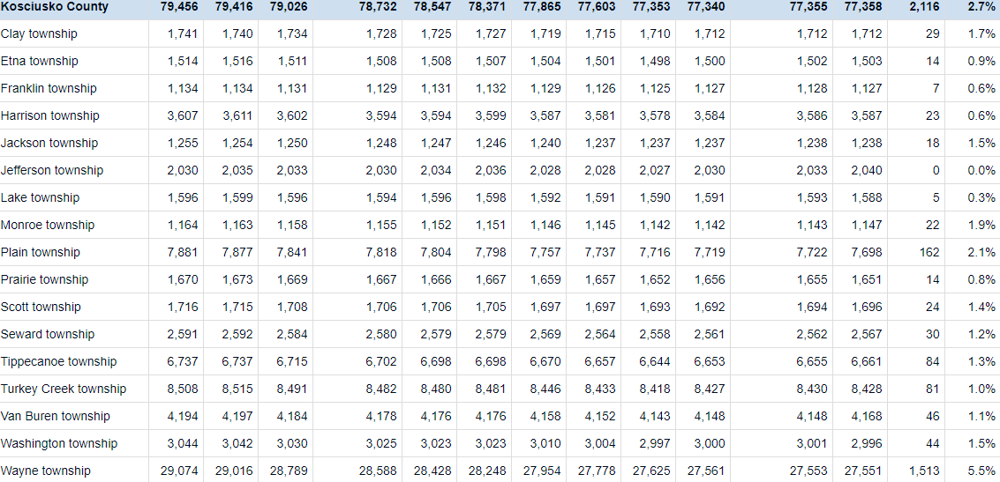 Kosciusko County 79,456 79,416 79,026 78,732 78,547 78,371 77,865 77,603 77,353 77,340 77,355 77,358 2,116 2.7%
Clay township 1,741 1,740 1,734 1,728 1,725 1,727 1,719 1,715 1,710 1,712 1,712 1,712 29 1.7%
Etna township 1,514 1,516 1,511 1,508 1,508 1,507 1,504 1,501 1,498 1,500 1,502 1,503 14 0.9%
Franklin township 1,134 1,134 1,131 1,129 1,131 1,132 1,129 1,126 1,125 1,127 1,128 1,127 7 0.6%
Harrison township 3,607 3,611 3,602 3,594 3,594 3,599 3,587 3,581 3,578 3,584 3,586 3,587 23 0.6%
Jackson township 1,255 1,254 1,250 1,248 1,247 1,246 1,240 1,237 1,237 1,237 1,238 1,238 18 1.5%
Jefferson township 2,030 2,035 2,033 2,030 2,034 2,036 2,028 2,028 2,027 2,030 2,033 2,040 0 0.0%
Lake township 1,596 1,599 1,596 1,594 1,596 1,598 1,592 1,591 1,590 1,591 1,593 1,588 5 0.3%
Monroe township 1,164 1,163 1,158 1,155 1,152 1,151 1,146 1,145 1,142 1,142 1,143 1,147 22 1.9%
Plain township 7,881 7,877 7,841 7,818 7,804 7,798 7,757 7,737 7,716 7,719 7,722 7,698 162 2.1%
Prairie township 1,670 1,673 1,669 1,667 1,666 1,667 1,659 1,657 1,652 1,656 1,655 1,651 14 0.8%
Scott township 1,716 1,715 1,708 1,706 1,706 1,705 1,697 1,697 1,693 1,692 1,694 1,696 24 1.4%
Seward township 2,591 2,592 2,584 2,580 2,579 2,579 2,569 2,564 2,558 2,561 2,562 2,567 30 1.2%
Tippecanoe township 6,737 6,737 6,715 6,702 6,698 6,698 6,670 6,657 6,644 6,653 6,655 6,661 84 1.3%
Turkey Creek township 8,508 8,515 8,491 8,482 8,480 8,481 8,446 8,433 8,418 8,427 8,430 8,428 81 1.0%
Van Buren township 4,194 4,197 4,184 4,178 4,176 4,176 4,158 4,152 4,143 4,148 4,148 4,168 46 1.1%
Washington township 3,044 3,042 3,030 3,025 3,023 3,023 3,010 3,004 2,997 3,000 3,001 2,996 44 1.5%
Wayne township 29,074 29,016 28,789 28,588 28,428 28,248 27,954 27,778 27,625 27,561 27,553 27,551 1,513 5.5%